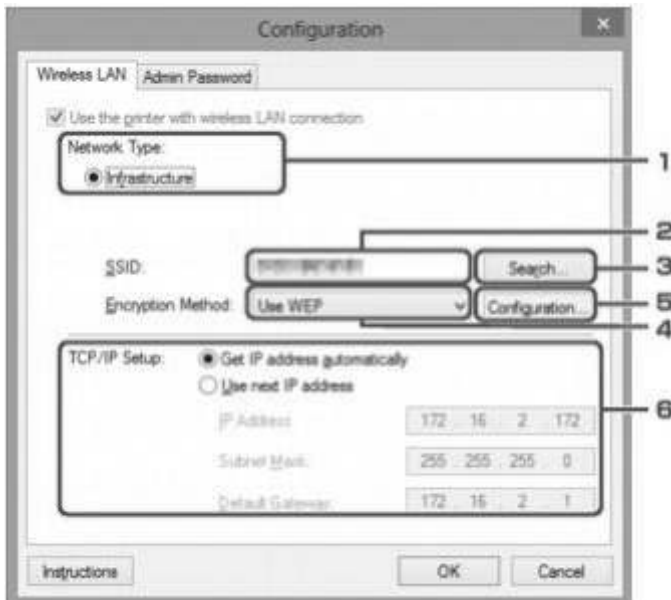 Configuration
x
Wireless LAN Admin Password
Use the printer with wireless LAN connection
Network Type:
Infrastructure
1
2
SSID: Search... 3
Encryption Method: Use WEP Configuration... 5
4
TCP/IP Setup: Get IP address automatically
Use next IP address
IP Address 172 . 16 . 2 . 172
6
Subnet Mask: 255 . 255 . 255 . 0
Default Gateway: 172 . 16 . 2 . 1
Instructions OK Cancel